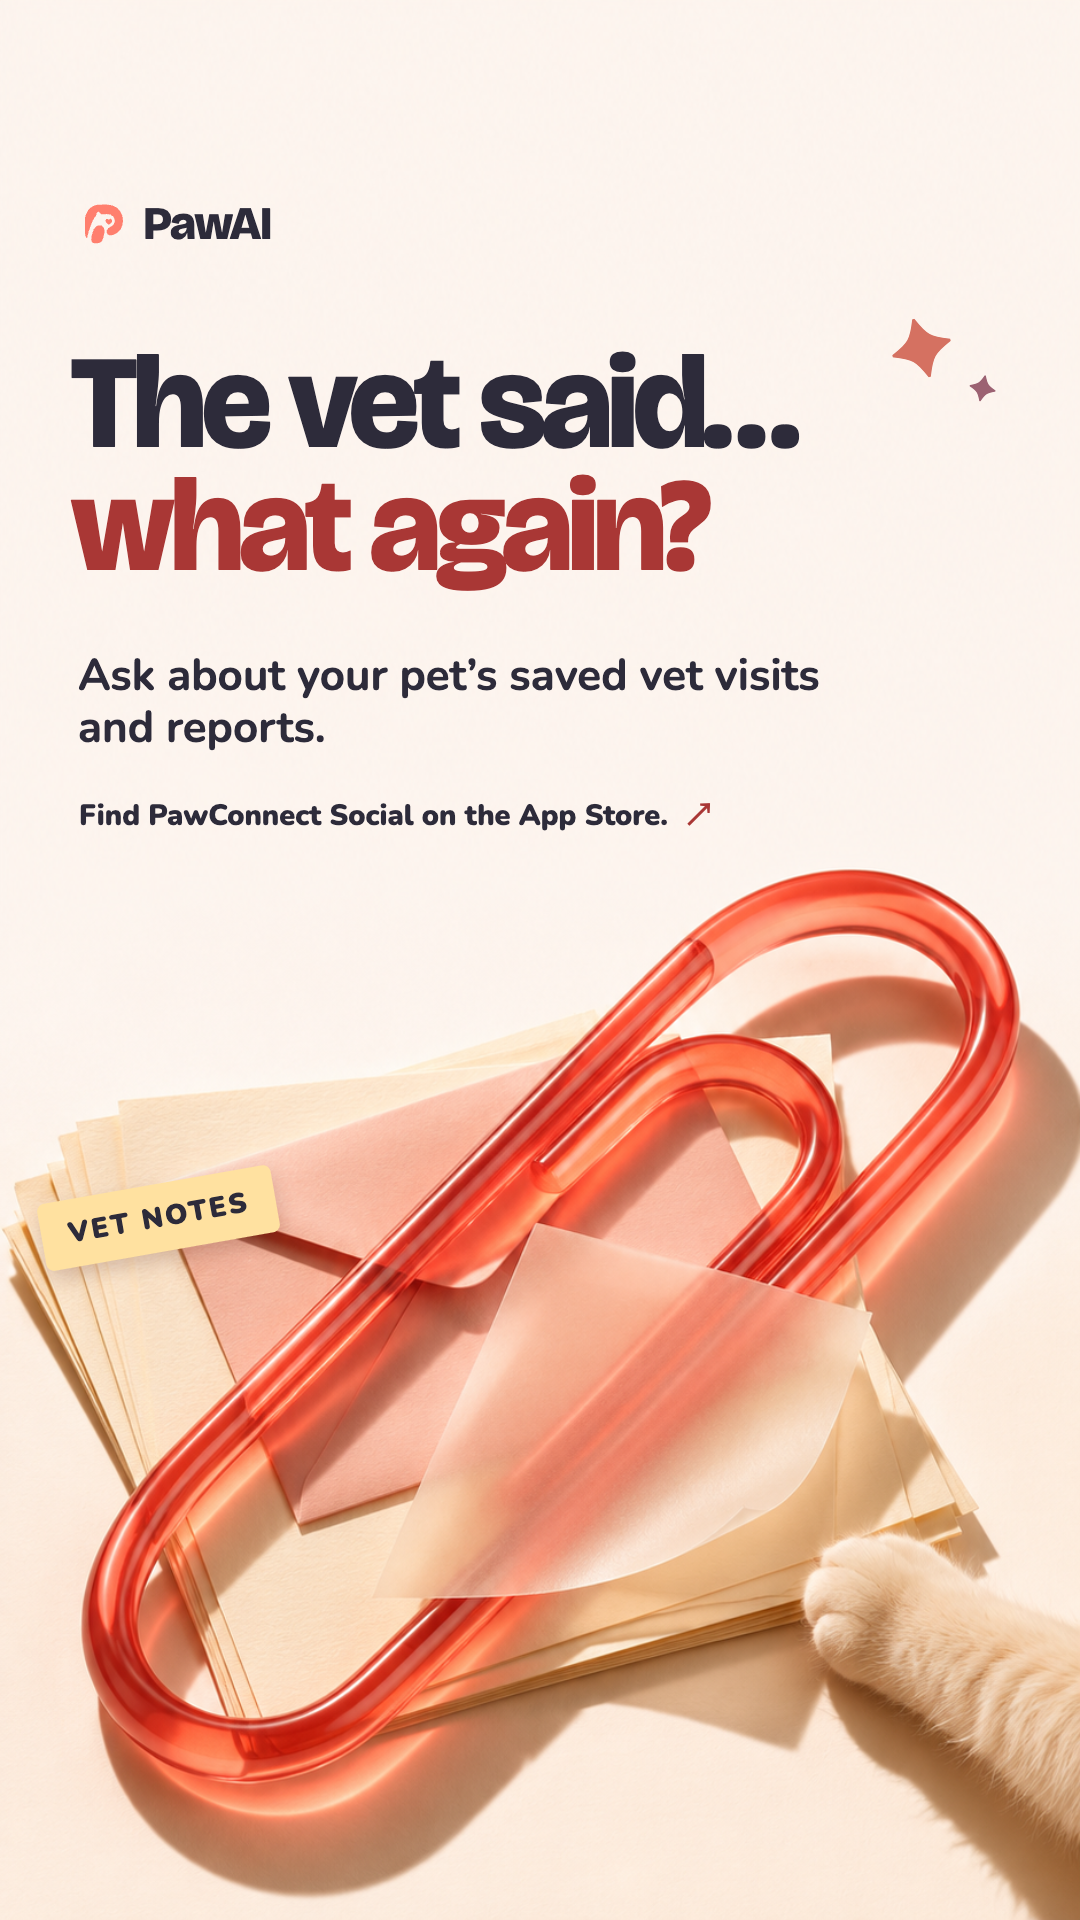 PawAI
The vet said...
what again?
Ask about your pet’s saved vet visits
and reports.
Find PawConnect Social on the App Store. ↗
VET NOTES